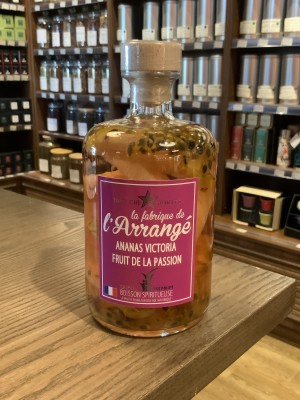 la fabrique de
l'Arrangé
ANANAS VICTORIA
FRUIT DE LA PASSION
BOISSON SPIRITUEUSE